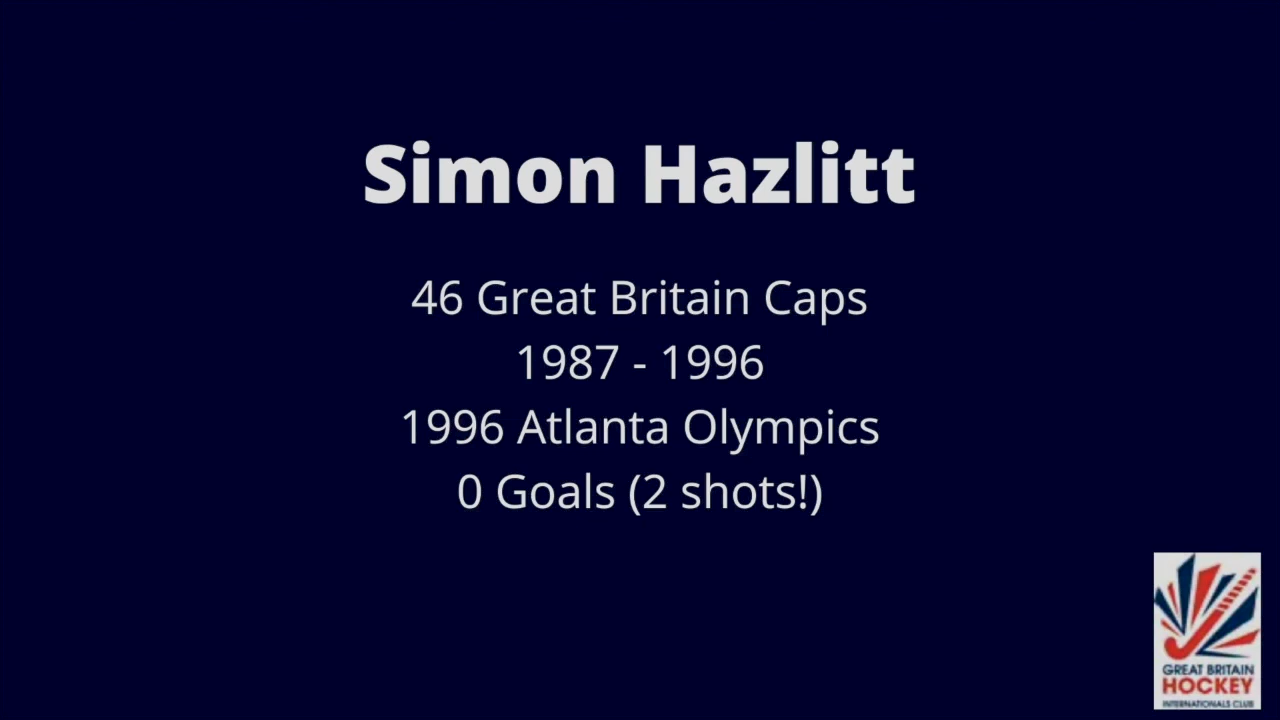 Simon Hazlitt
46 Great Britain Caps
1987 - 1996
1996 Atlanta Olympics
0 Goals (2 shots!)
GREAT BRITAIN
HOCKEY
INTERNATIONALS CLUB